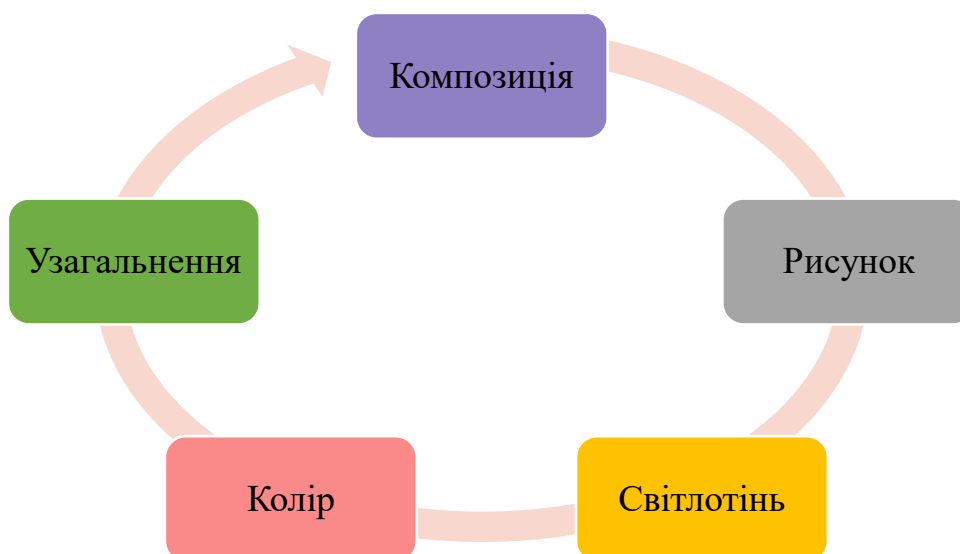 Композиція
Рисунок
Світлотінь
Колір
Узагальнення